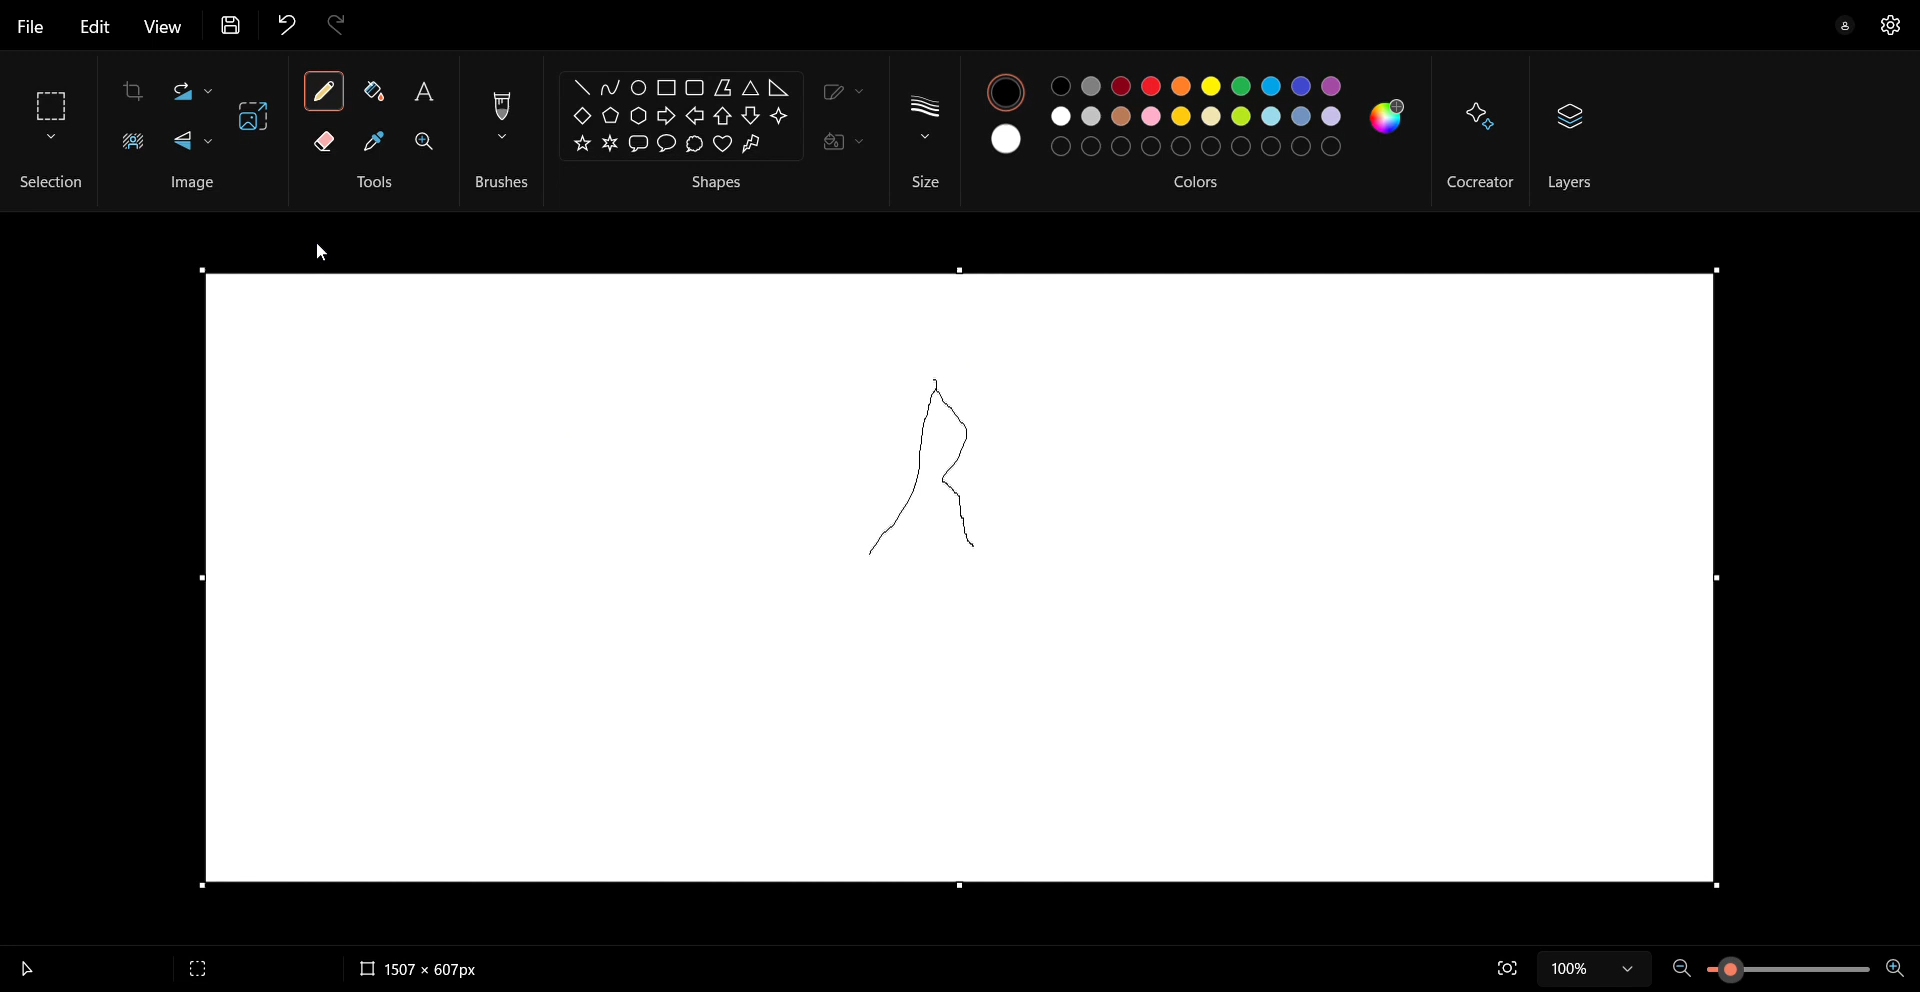 File Edit View
Selection Image Tools Brushes Shapes Size Colors Cocreator Layers
R
1507 × 607px 100%